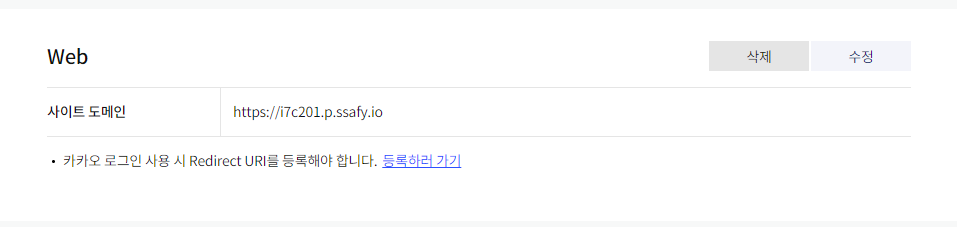 Web
삭제
수정
사이트 도메인
https://i7c201.p.ssafy.io
• 카카오 로그인 사용 시 Redirect URI를 등록해야 합니다. 등록하러 가기